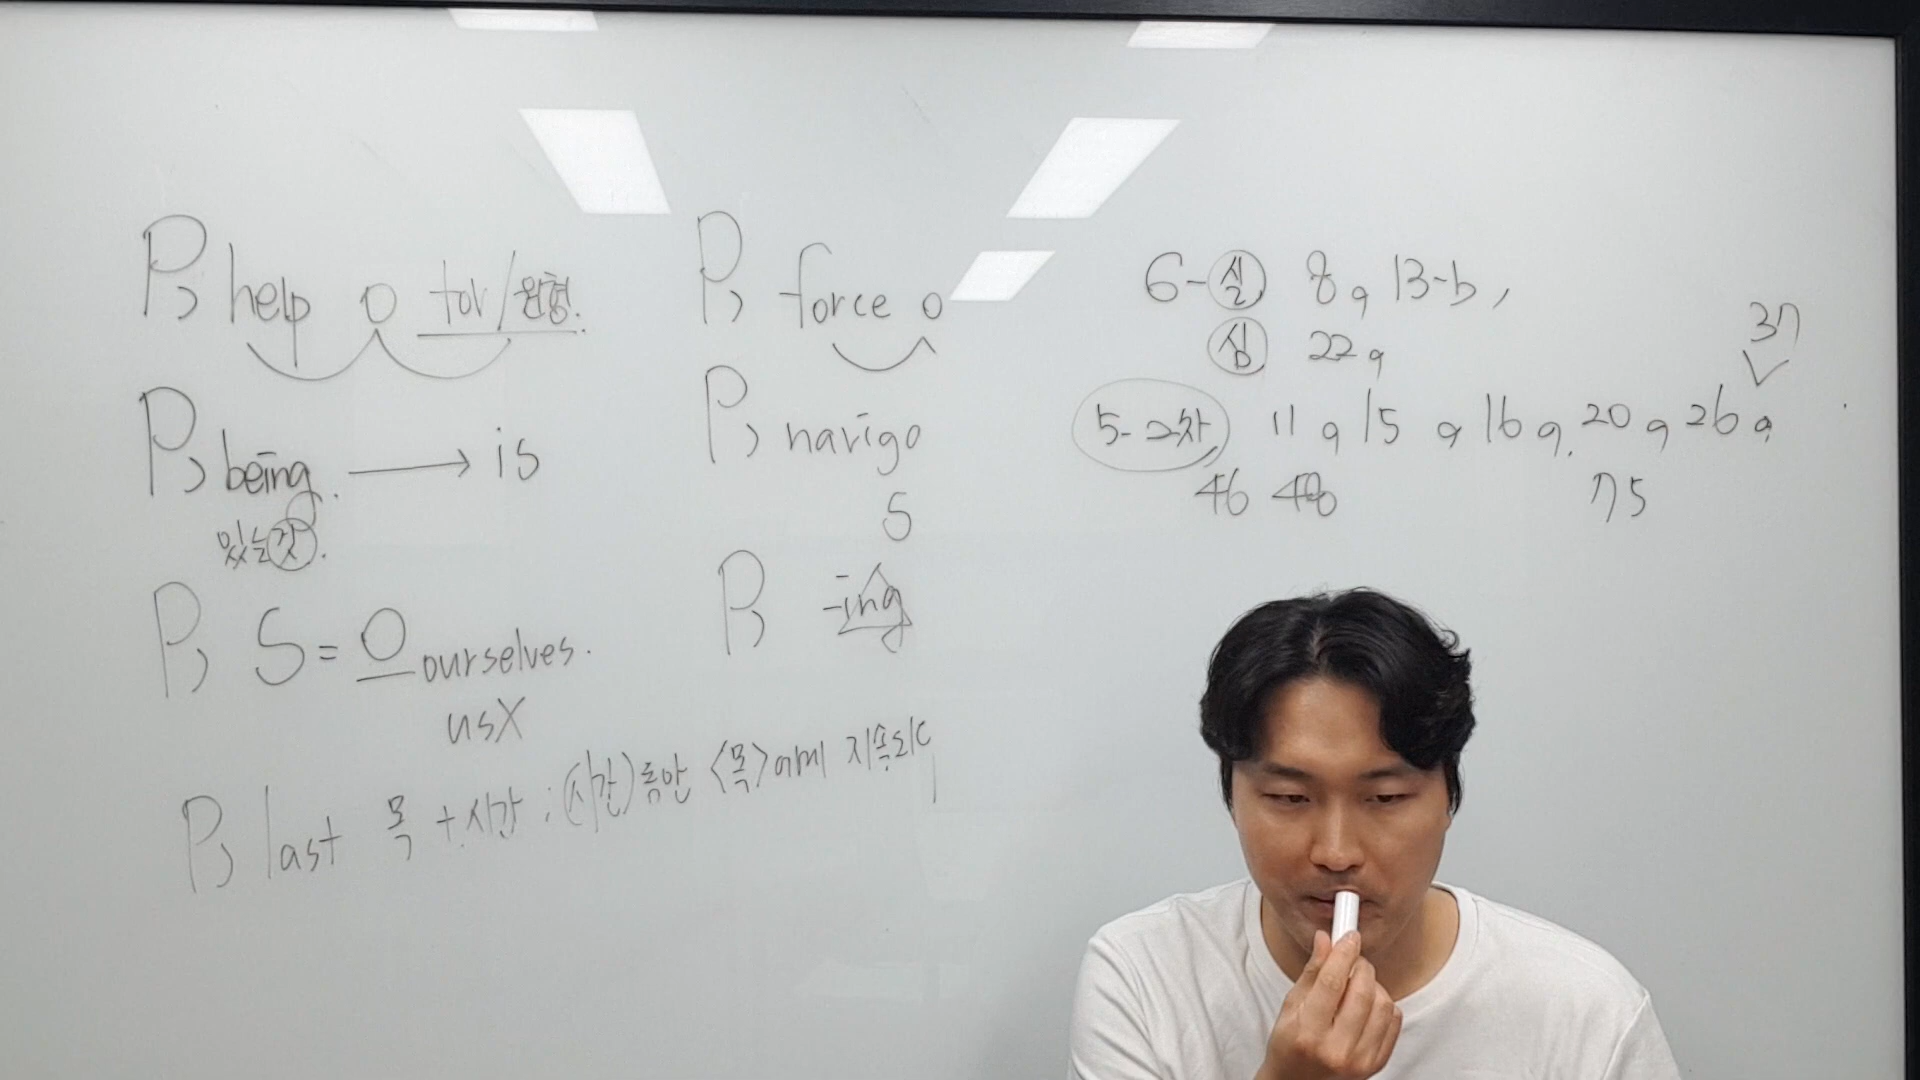 P, help O toV/원형.
P, being. → is
있는것.
P, S = O ourselves.
us X
P, last 목 + 시간 ; (시간)동안 <목>에게 지속되다
P, force O
P, navigo
S
P, -ing
6-실 8, 13-b,
심 22,
37
5-2차 11, 15, 16, 20, 26,
46 48
75